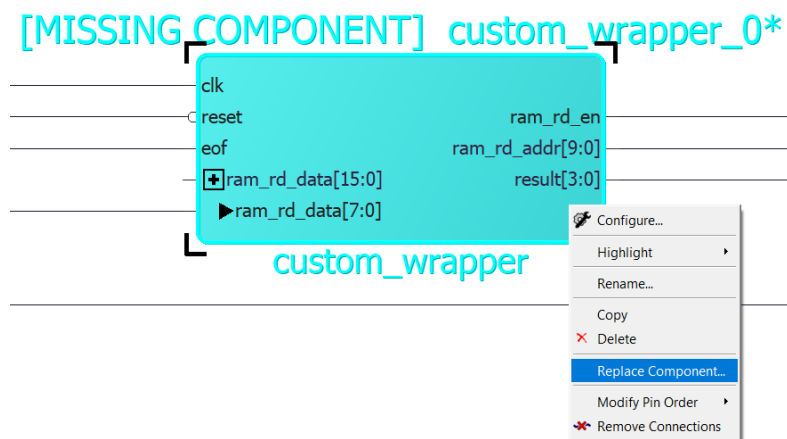 [MISSING COMPONENT] custom_wrapper_0*
clk
reset
eof
ram_rd_data[15:0]
ram_rd_data[7:0]
ram_rd_en
ram_rd_addr[9:0]
result[3:0]
custom_wrapper
Configure...
Highlight
Rename...
Copy
Delete
Replace Component...
Modify Pin Order
Remove Connections